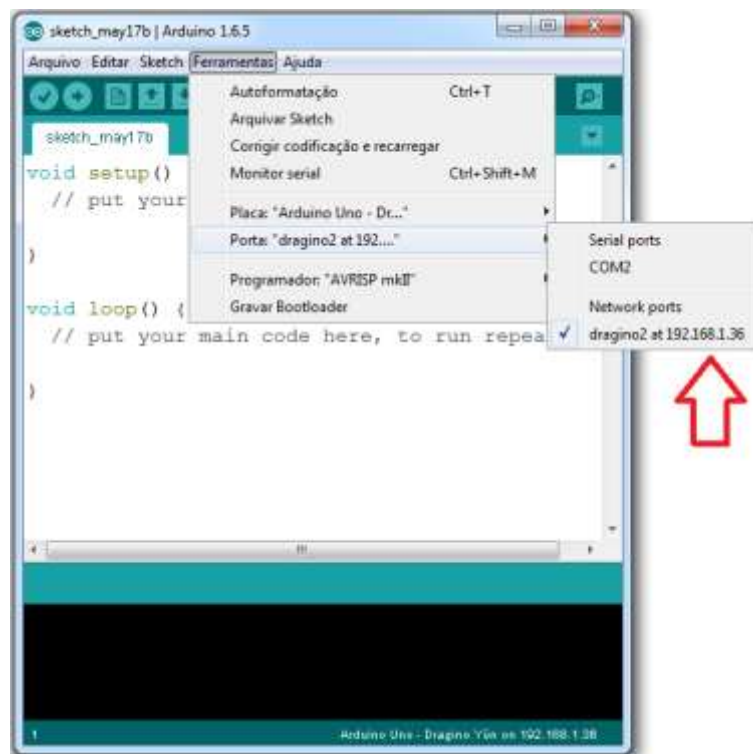 sketch_may17b | Arduino 1.6.5
Arquivo Editar Sketch Ferramentas Ajuda
sketch_may17b
Autoformatação Ctrl+T
Arquivar Sketch
Corrigir codificação e recarregar
Monitor serial Ctrl+Shift+M
Placa: "Arduino Uno - Dr..."
Porta: "dragino2 at 192...."
Programador: "AVRISP mkII"
Gravar Bootloader
Serial ports
COM2
Network ports
dragino2 at 192.168.1.36
void setup()
// put your
}
void loop() {
// put your main code here, to run repea
}
1
Arduino Uno - Dragino Yún on 192.168.1.36